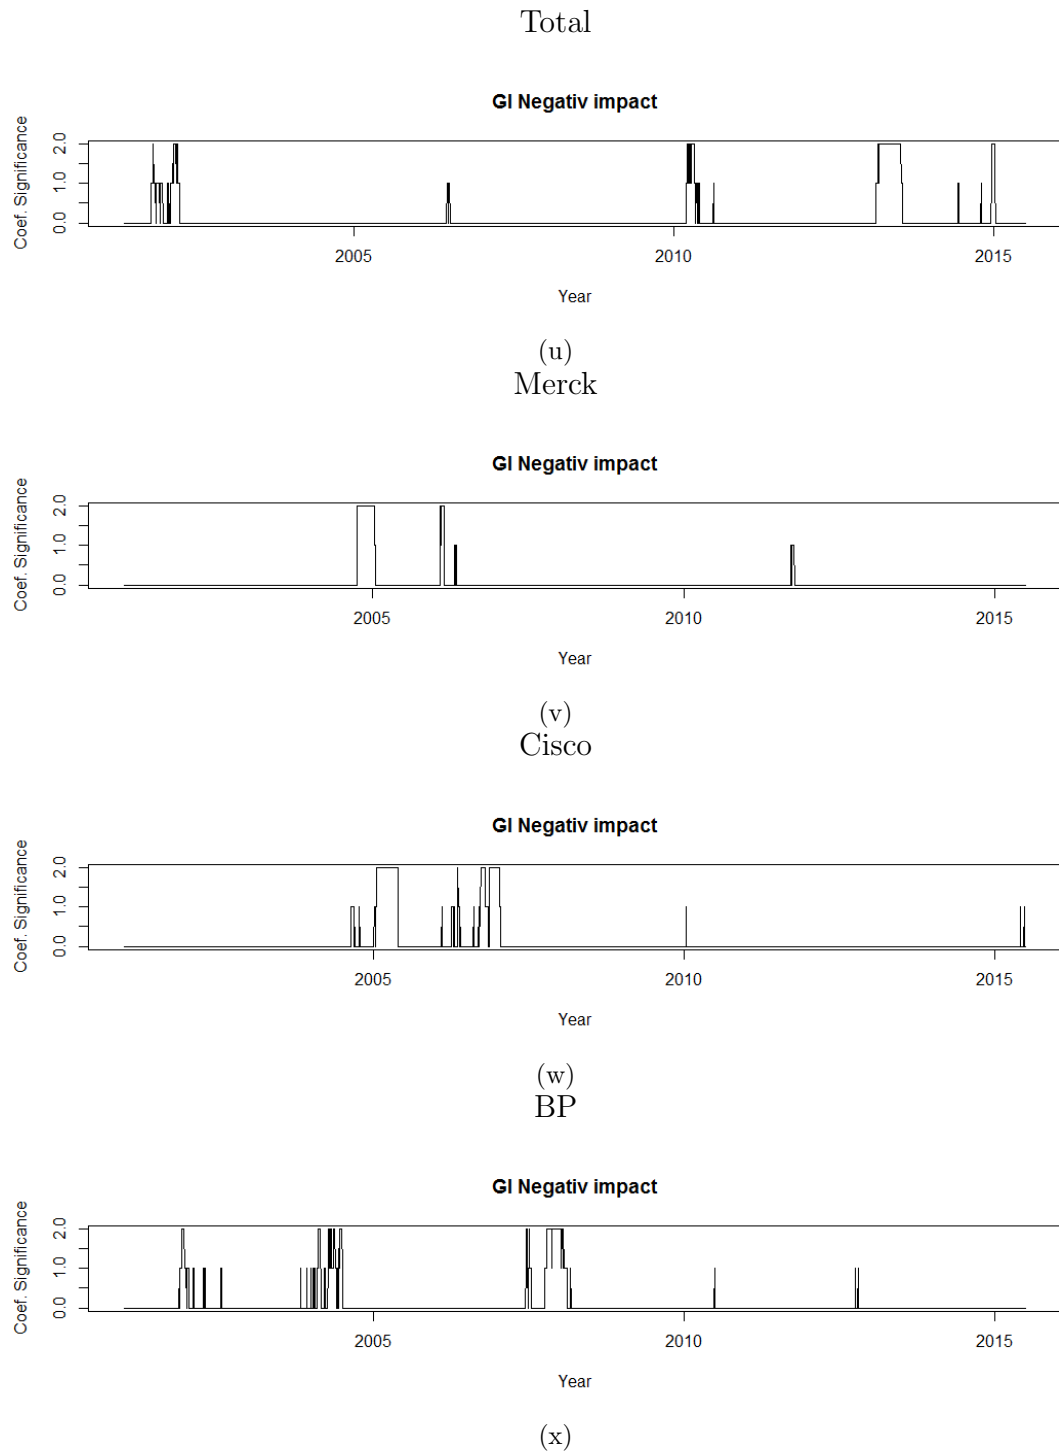 Total
GI Negativ impact
Coef. Significance
0.0 1.0 2.0
2005 2010 2015
Year
(u)
Merck
GI Negativ impact
Coef. Significance
0.0 1.0 2.0
2005 2010 2015
Year
(v)
Cisco
GI Negativ impact
Coef. Significance
0.0 1.0 2.0
2005 2010 2015
Year
(w)
BP
GI Negativ impact
Coef. Significance
0.0 1.0 2.0
2005 2010 2015
Year
(x)